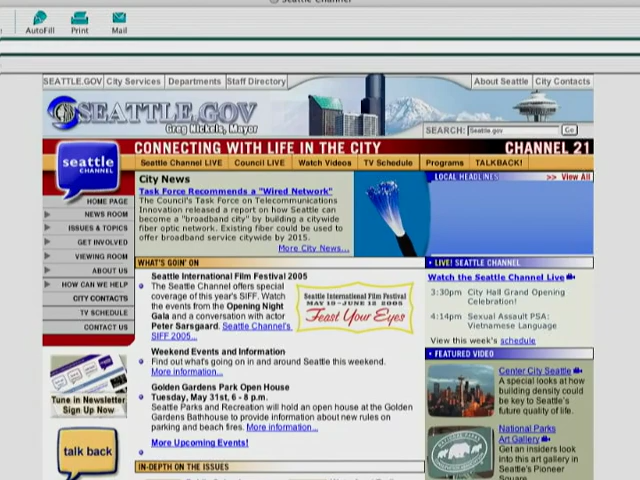 Seattle Channel
AutoFill
Print
Mail
SEATTLE.GOV
City Services
Departments
Staff Directory
About Seattle
City Contacts
SEATTLE.GOV
Greg Nickels, Mayor
SEARCH:
Seattle.gov
Go
seattle
CHANNEL
CONNECTING WITH LIFE IN THE CITY
CHANNEL 21
Seattle Channel LIVE
Council LIVE
Watch Videos
TV Schedule
Programs
TALKBACK!
HOME PAGE
NEWS ROOM
ISSUES & TOPICS
GET INVOLVED
VIEWING ROOM
ABOUT US
HOW CAN WE HELP
CITY CONTACTS
TV SCHEDULE
CONTACT US
Tune in Newsletter
Sign Up Now
talk back
City News
Task Force Recommends a "Wired Network"
The Council's Task Force on Telecommunications
Innovation released a report on how Seattle can
become a "broadband city" by building a citywide
fiber optic network. Existing fiber could be used to
offer broadband service citywide by 2015.
More City News...
LOCAL HEADLINES
>> View All
WHAT'S GOIN' ON
Seattle International Film Festival 2005
The Seattle Channel offers
special coverage of this
year's SIFF. Watch
the events from the Opening Night
Gala and a conversation with actor
Peter Sarsgaard. Seattle Channel's
SIFF 2005...
Seattle International Film Festival
MAY 19 - JUNE 12 2005
Feast Your Eyes
Weekend Events and Information
Find out what's going on in and around Seattle this weekend.
More information...
Golden Gardens Park Open House
Tuesday, May 31st, 6 - 8 p.m.
Seattle Parks and Recreation will hold an open house at the Golden
Gardens Bathhouse to provide information about new rules on
parking and beach fires. More information...
More Upcoming Events!
IN-DEPTH ON THE ISSUES
LIVE! SEATTLE CHANNEL
Watch the Seattle Channel Live
3:30pm City Hall Grand Opening
Celebration!
4:14pm Sexual Assault PSA:
Vietnamese Language
View this week's schedule
FEATURED VIDEO
Center City Seattle
A special look at how
building density could
be key to Seattle's
future quality of life.
National Parks
Art Gallery
Get an insiders
look into this art gallery in
Seattle's Pioneer
Square.